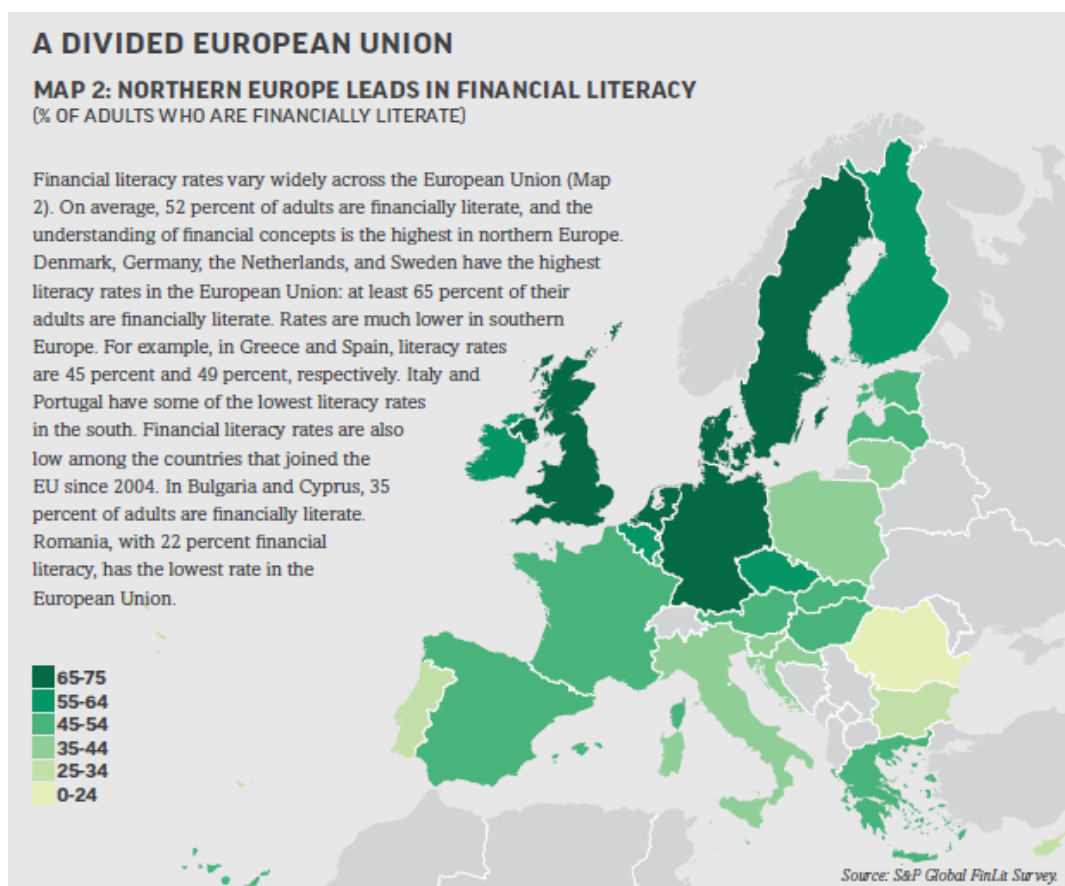 A DIVIDED EUROPEAN UNION
MAP 2: NORTHERN EUROPE LEADS IN FINANCIAL LITERACY
(% OF ADULTS WHO ARE FINANCIALLY LITERATE)
Financial literacy rates vary widely across the European Union (Map
2). On average, 52 percent of adults are financially literate, and the
understanding of financial concepts is the highest in northern Europe.
Denmark, Germany, the Netherlands, and Sweden have the highest
literacy rates in the European Union: at least 65 percent of their
adults are financially literate. Rates are much lower in southern
Europe. For example, in Greece and Spain, literacy rates
are 45 percent and 49 percent, respectively. Italy and
Portugal have some of the lowest literacy rates
in the south. Financial literacy rates are also
low among the countries that joined the
EU since 2004. In Bulgaria and Cyprus, 35
percent of adults are financially literate.
Romania, with 22 percent financial
literacy, has the lowest rate in the
European Union.
65-75
55-64
45-54
35-44
25-34
0-24
Source: S&P Global FinLit Survey.